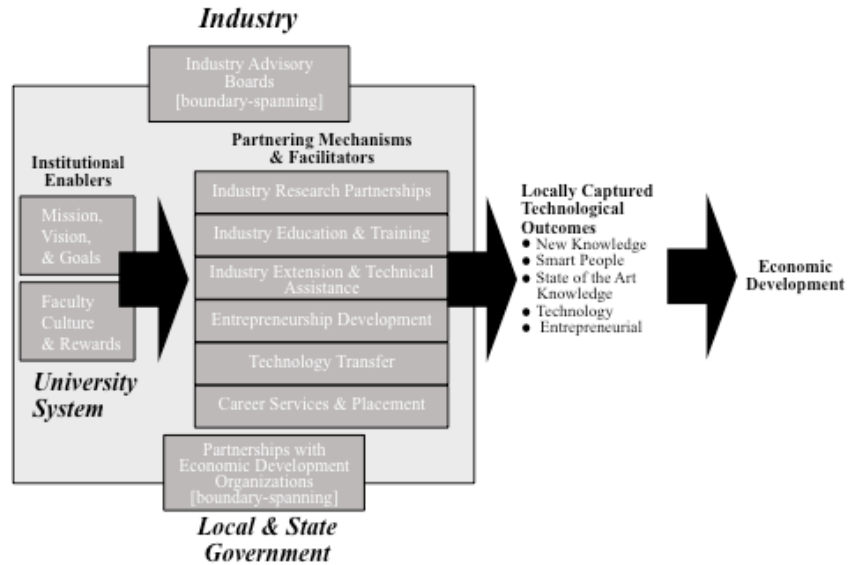 Industry
Industry Advisory
Boards
[boundary-spanning]
Partnering Mechanisms
& Facilitators
Institutional
Enablers
Mission,
Vision,
& Goals
Faculty
Culture
& Rewards
University
System
Industry Research Partnerships
Industry Education & Training
Industry Extension & Technical
Assistance
Entrepreneurship Development
Technology Transfer
Career Services & Placement
Partnerships with
Economic Development
Organizations
[boundary-spanning]
Local & State
Government
Locally Captured
Technological
Outcomes
● New Knowledge
● Smart People
● State of the Art
Knowledge
● Technology
● Entrepreneurial
Economic
Development